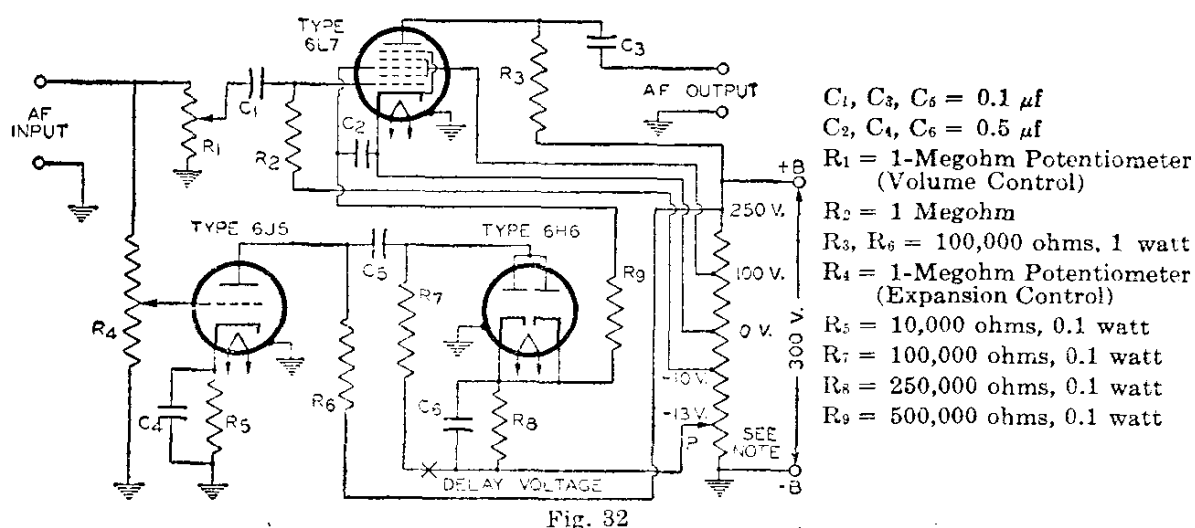 TYPE
6L7
AF
INPUT
R1
C1
R2
C2
R3
C3
AF OUTPUT
+B
250 V.
100 V.
0 V.
-10 V.
-13 V.
P
SEE
NOTE
300 V.
-B
TYPE 6J5
C5
TYPE 6H6
R4
R7
R9
R6
C6
R8
C4
R5
DELAY VOLTAGE
C1, C3, C5 = 0.1 μf
C2, C4, C6 = 0.5 μf
R1 = 1-Megohm Potentiometer
(Volume Control)
R2 = 1 Megohm
R3, R6 = 100,000 ohms, 1 watt
R4 = 1-Megohm Potentiometer
(Expansion Control)
R5 = 10,000 ohms, 0.1 watt
R7 = 100,000 ohms, 0.1 watt
R8 = 250,000 ohms, 0.1 watt
R9 = 500,000 ohms, 0.1 watt
Fig. 32